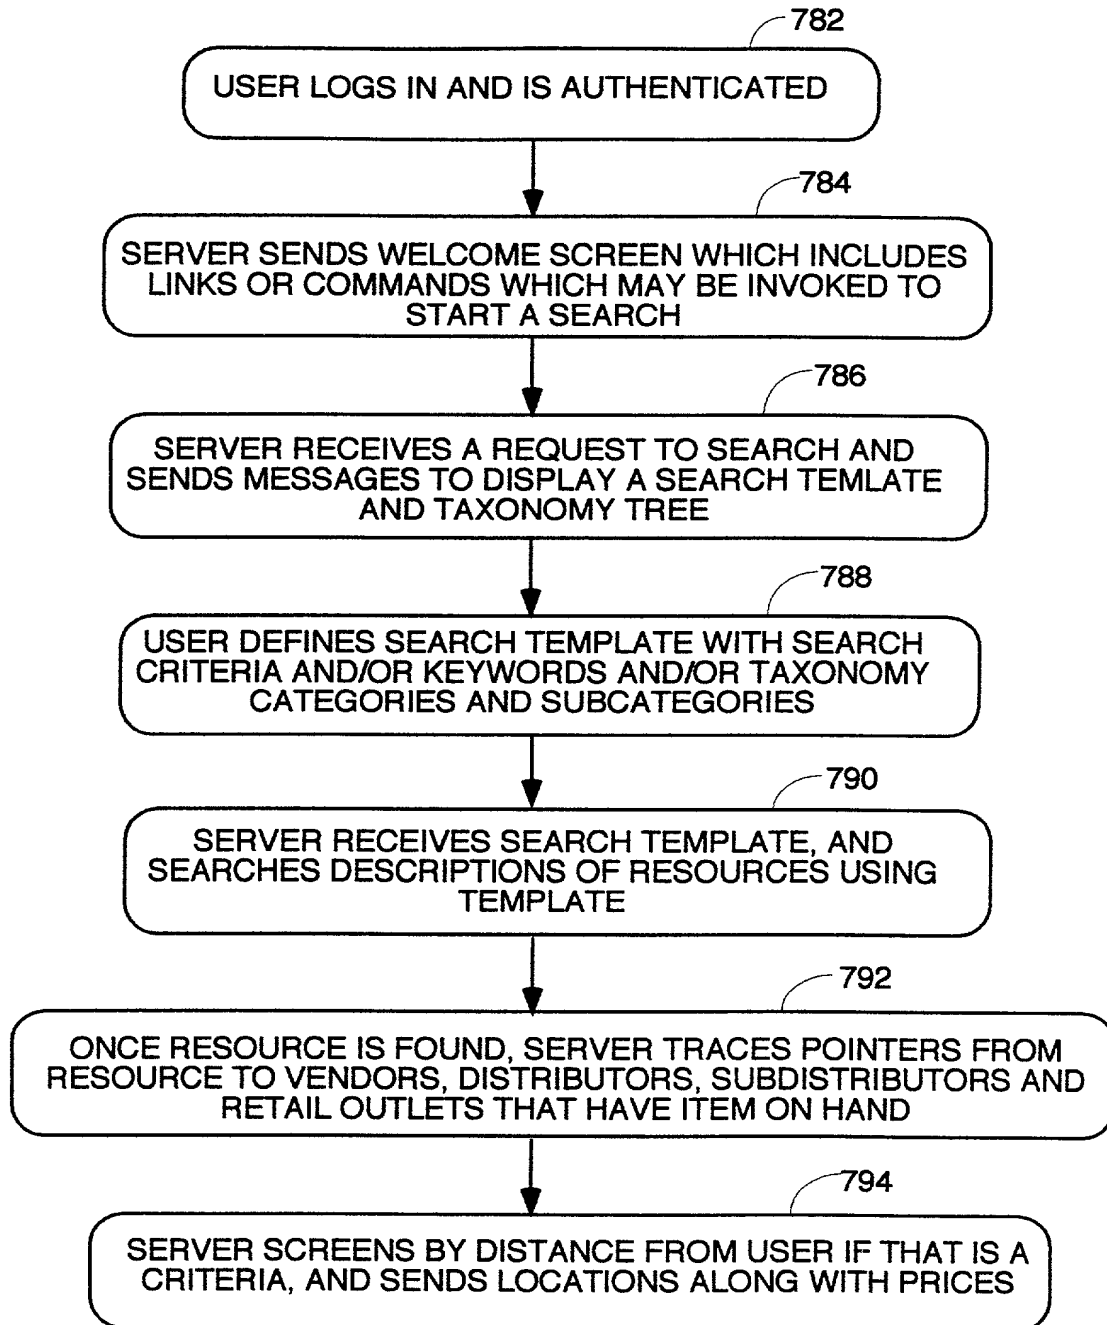 782
USER LOGS IN AND IS AUTHENTICATED
784
SERVER SENDS WELCOME SCREEN WHICH INCLUDES
LINKS OR COMMANDS WHICH MAY BE INVOKED TO
START A SEARCH
786
SERVER RECEIVES A REQUEST TO SEARCH AND
SENDS MESSAGES TO DISPLAY A SEARCH TEMLATE
AND TAXONOMY TREE
788
USER DEFINES SEARCH TEMPLATE WITH SEARCH
CRITERIA AND/OR KEYWORDS AND/OR TAXONOMY
CATEGORIES AND SUBCATEGORIES
790
SERVER RECEIVES SEARCH TEMPLATE, AND
SEARCHES DESCRIPTIONS OF RESOURCES USING
TEMPLATE
792
ONCE RESOURCE IS FOUND, SERVER TRACES POINTERS FROM
RESOURCE TO VENDORS, DISTRIBUTORS, SUBDISTRIBUTORS AND
RETAIL OUTLETS THAT HAVE ITEM ON HAND
794
SERVER SCREENS BY DISTANCE FROM USER IF THAT IS A
CRITERIA, AND SENDS LOCATIONS ALONG WITH PRICES